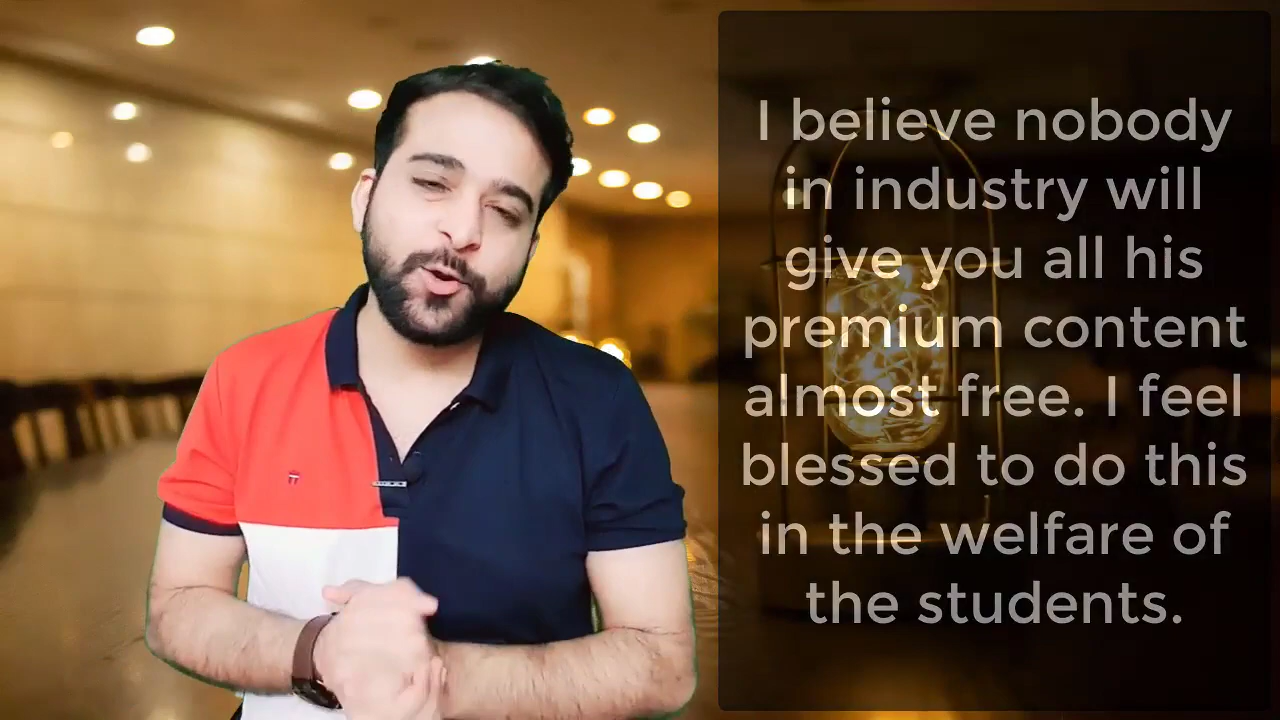 I believe nobody
in industry will
give you all his
premium content
almost free. I feel
blessed to do this
in the welfare of
the students.